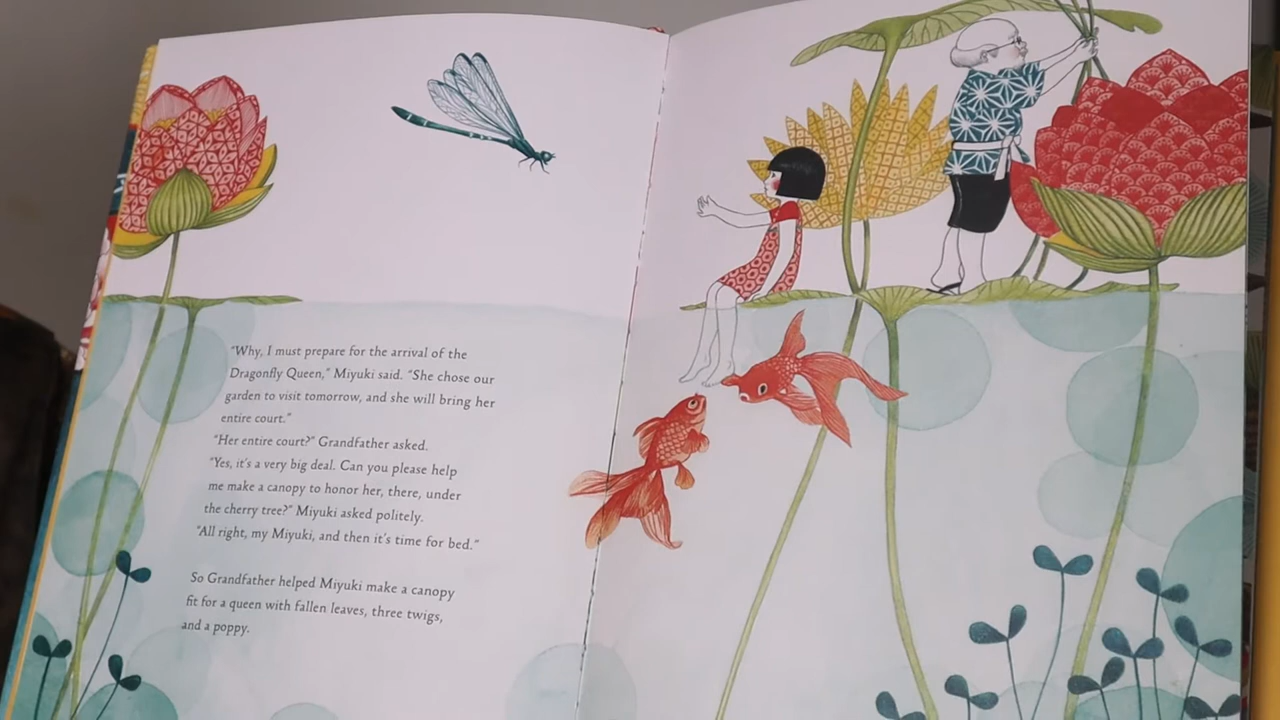 "Why, I must prepare for the arrival of the
Dragonfly Queen," Miyuki said. "She chose our
garden to visit tomorrow, and she will bring her
entire court."
"Her entire court?" Grandfather asked.
"Yes, it's a very big deal. Can you please help
me make a canopy to honor her, there, under
the cherry tree?" Miyuki asked politely.
"All right, my Miyuki, and then it's time for bed."
So Grandfather helped Miyuki make a canopy
fit for a queen with fallen leaves, three twigs,
and a poppy.